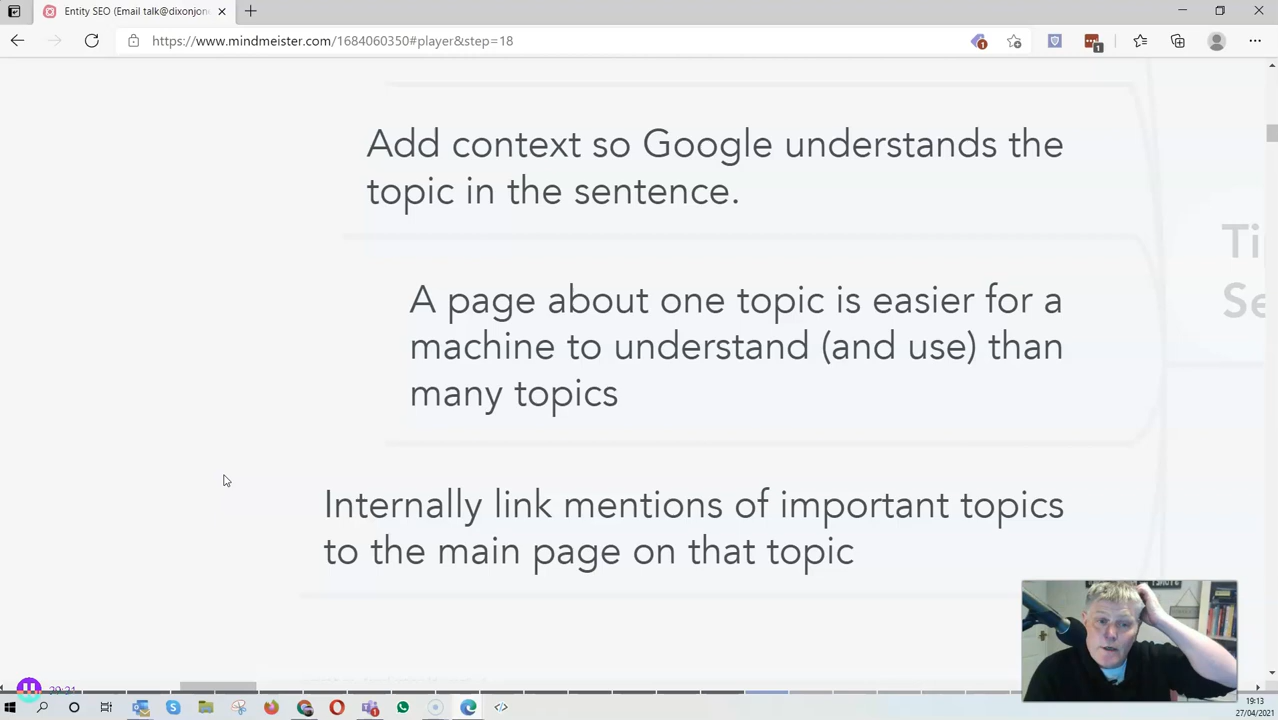 Entity SEO (Email talk@dixonjon
https://www.mindmeister.com/1684060350#player&step=18
1
1
Add context so Google understands the
topic in the sentence.
Ti
Se
A page about one topic is easier for a
machine to understand (and use) than
many topics
Internally link mentions of important topics
to the main page on that topic
19:13
27/04/2021